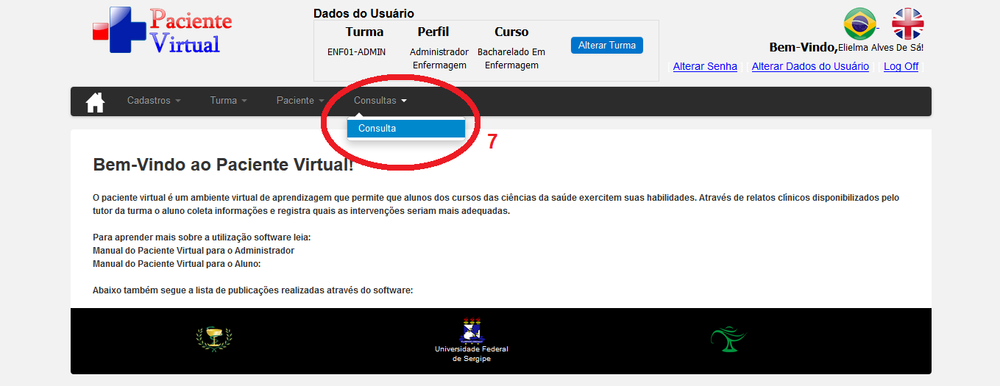 Paciente
Virtual
Dados do Usuário
Turma Perfil Curso
ENF01-ADMIN Administrador Enfermagem Bacharelado Em Enfermagem
Alterar Turma
Bem-Vindo,Elielma Alves De Sá!
Alterar Senha | Alterar Dados do Usuário | Log Off
Cadastros Turma Paciente Consultas
Consulta
7
Bem-Vindo ao Paciente Virtual!
O paciente virtual é um ambiente virtual de aprendizagem que permite que alunos dos cursos das ciências da saúde exercitem suas habilidades. Através de relatos clínicos disponibilizados pelo
tutor da turma o aluno coleta informações e registra quais as intervenções seriam mais adequadas.
Para aprender mais sobre a utilização software leia:
Manual do Paciente Virtual para o Administrador
Manual do Paciente Virtual para o Aluno:
Abaixo também segue a lista de publicações realizadas através do software:
Universidade Federal
de Sergipe